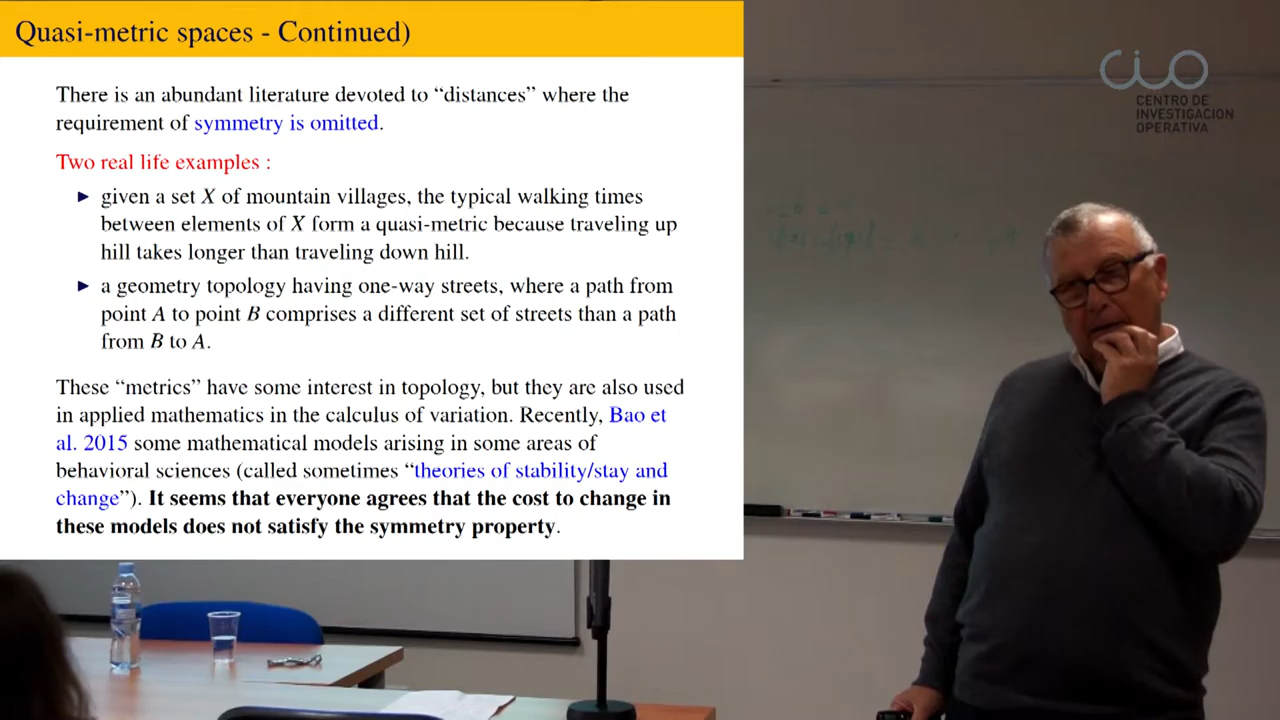 Quasi-metric spaces - Continued)
There is an abundant literature devoted to “distances” where the
requirement of symmetry is omitted.
Two real life examples :
given a set X of mountain villages, the typical walking times
between elements of X form a quasi-metric because traveling up
hill takes longer than traveling down hill.
a geometry topology having one-way streets, where a path from
point A to point B comprises a different set of streets than a path
from B to A.
These “metrics” have some interest in topology, but they are also used
in applied mathematics in the calculus of variation. Recently, Bao et
al. 2015 some mathematical models arising in some areas of
behavioral sciences (called sometimes “theories of stability/stay and
change”). It seems that everyone agrees that the cost to change in
these models does not satisfy the symmetry property.
cio
CENTRO DE
INVESTIGACION
OPERATIVA